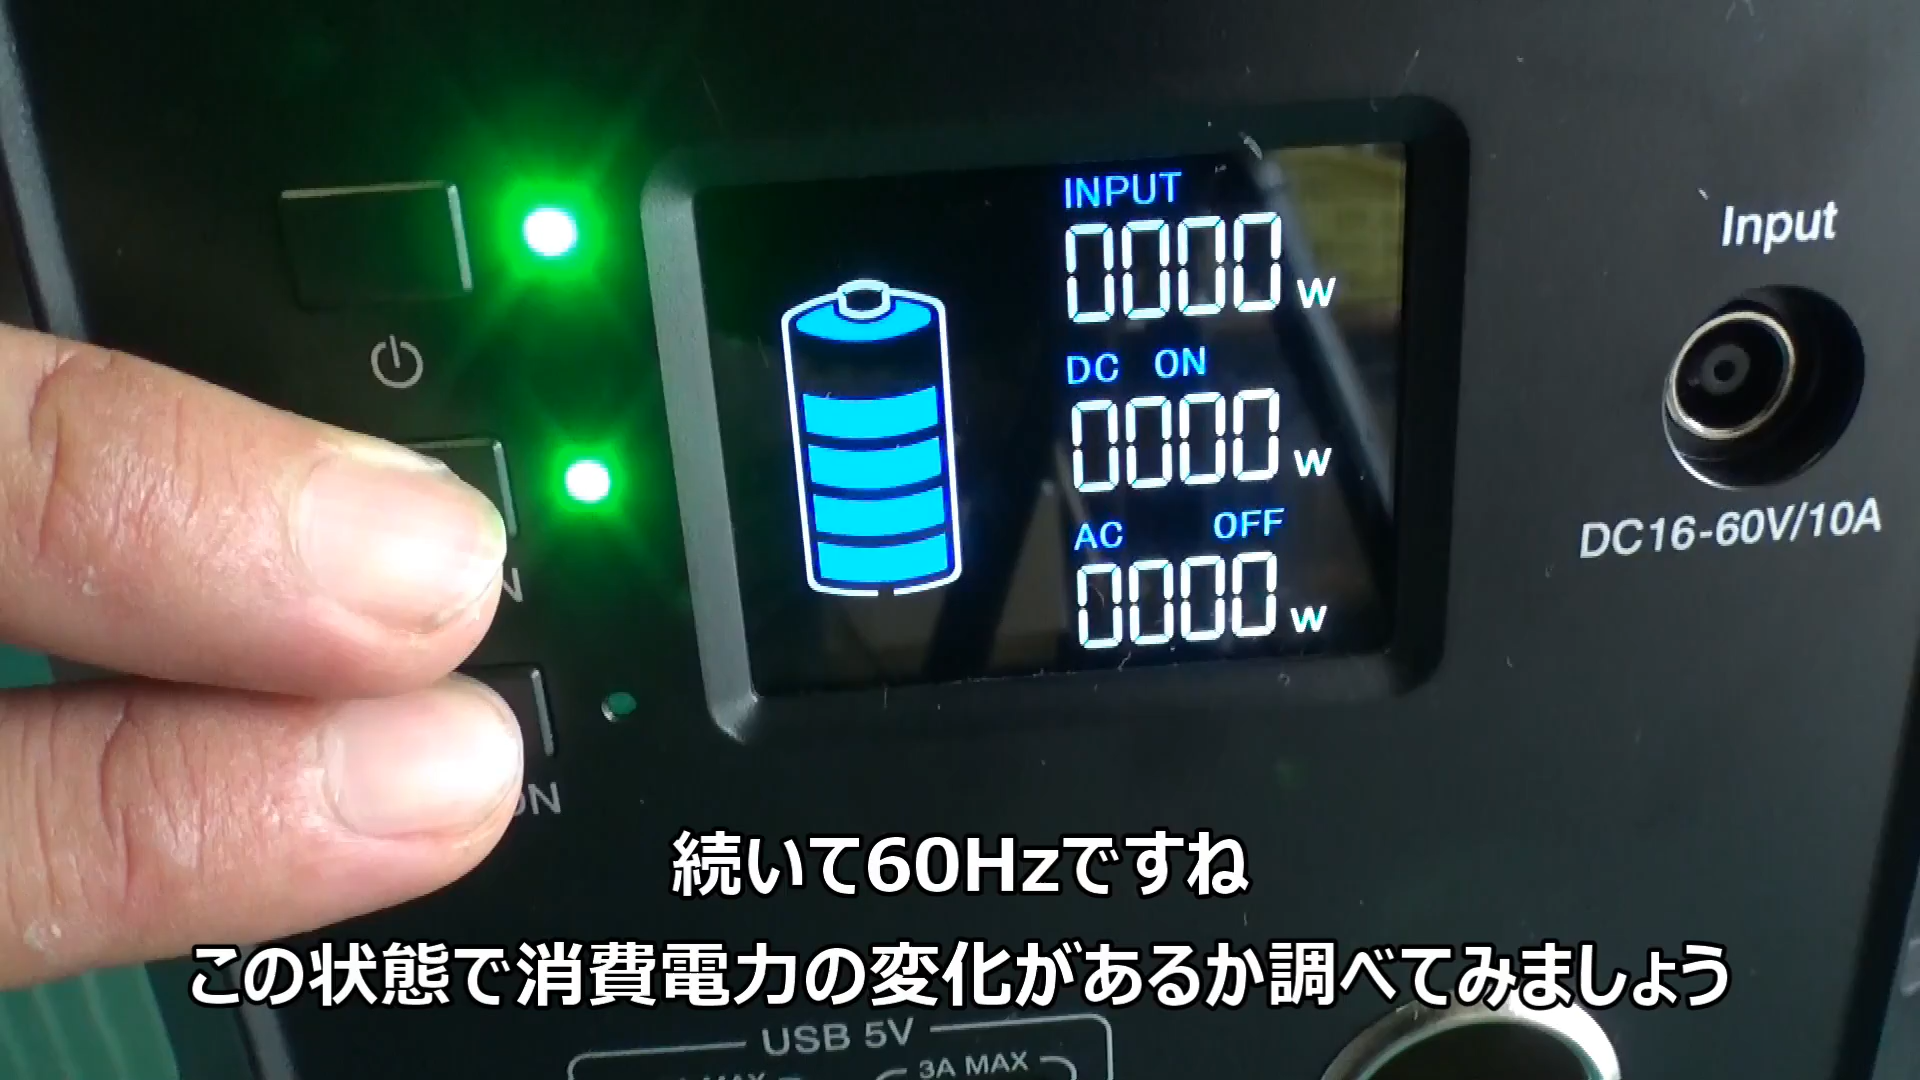 INPUT
0000w
Input
DC ON
0000w
AC OFF
0000w
DC16-60V/10A
続いて60Hzですね
この状態で消費電力の変化があるか調べてみましょう
USB 5V
3A MAX